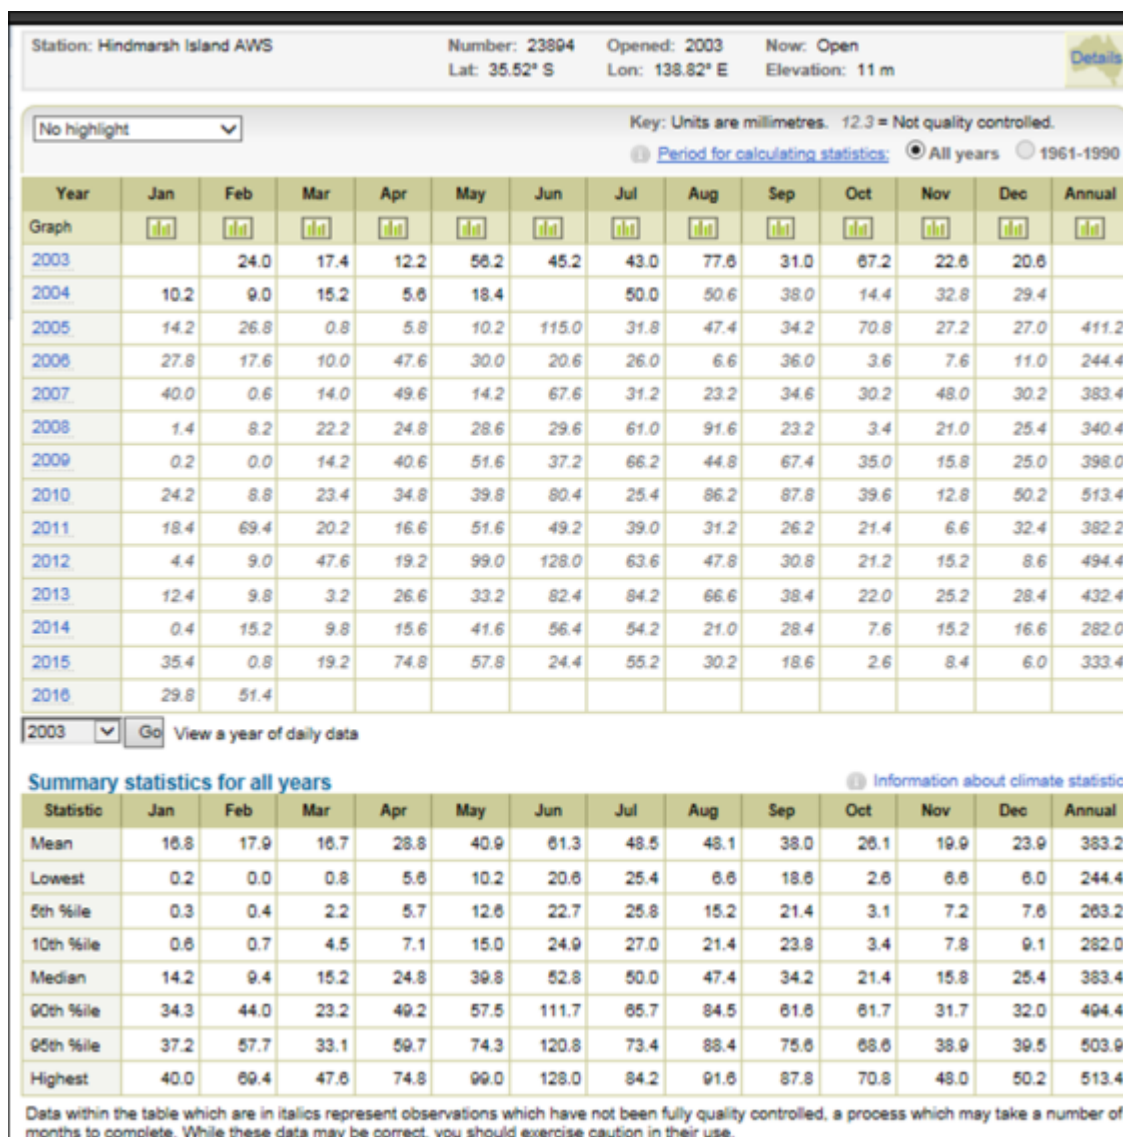 Station: Hindmarsh Island AWS Number: 23894 Opened: 2003 Now: Open
Lat: 35.52° S Lon: 138.82° E Elevation: 11 m Details
No highlight Key: Units are millimetres. 12.3 = Not quality controlled.
Period for calculating statistics: All years 1961-1990
Year Jan Feb Mar Apr May Jun Jul Aug Sep Oct Nov Dec Annual
Graph
2003 24.0 17.4 12.2 56.2 45.2 43.0 77.6 31.0 67.2 22.6 20.6
2004 10.2 9.0 15.2 5.6 18.4 50.0 50.6 38.0 14.4 32.8 29.4
2005 14.2 26.8 0.8 5.8 10.2 115.0 31.8 47.4 34.2 70.8 27.2 27.0 411.2
2006 27.8 17.6 10.0 47.6 30.0 20.6 26.0 6.6 36.0 3.6 7.6 11.0 244.4
2007 40.0 0.6 14.0 49.6 14.2 67.6 31.2 23.2 34.6 30.2 48.0 30.2 383.4
2008 1.4 8.2 22.2 24.8 28.6 29.6 61.0 91.6 23.2 3.4 21.0 25.4 340.4
2009 0.2 0.0 14.2 40.6 51.6 37.2 66.2 44.8 67.4 35.0 15.8 25.0 398.0
2010 24.2 8.8 23.4 34.8 39.8 80.4 25.4 86.2 87.8 39.6 12.8 50.2 513.4
2011 18.4 69.4 20.2 16.6 51.6 49.2 39.0 31.2 26.2 21.4 6.6 32.4 382.2
2012 4.4 9.0 47.6 19.2 99.0 128.0 63.6 47.8 30.8 21.2 15.2 8.6 494.4
2013 12.4 9.8 3.2 26.6 33.2 82.4 84.2 66.6 38.4 22.0 25.2 28.4 432.4
2014 0.4 15.2 9.8 15.6 41.6 56.4 54.2 21.0 28.4 7.6 15.2 16.6 282.0
2015 35.4 0.8 19.2 74.8 57.8 24.4 55.2 30.2 18.6 2.6 8.4 6.0 333.4
2016 29.8 51.4
2003 Go View a year of daily data
Summary statistics for all years Information about climate statistic
Statistic Jan Feb Mar Apr May Jun Jul Aug Sep Oct Nov Dec Annual
Mean 16.8 17.9 16.7 28.8 40.9 61.3 48.5 48.1 38.0 26.1 19.9 23.9 383.2
Lowest 0.2 0.0 0.8 5.6 10.2 20.6 25.4 6.6 18.6 2.6 6.6 6.0 244.4
5th %ile 0.3 0.4 2.2 5.7 12.6 22.7 25.8 15.2 21.4 3.1 7.2 7.6 263.2
10th %ile 0.6 0.7 4.5 7.1 15.0 24.9 27.0 21.4 23.8 3.4 7.8 9.1 282.0
Median 14.2 9.4 15.2 24.8 39.8 52.8 50.0 47.4 34.2 21.4 15.8 25.4 383.4
90th %ile 34.3 44.0 23.2 49.2 57.5 111.7 65.7 84.5 61.6 61.7 31.7 32.0 494.4
95th %ile 37.2 57.7 33.1 59.7 74.3 120.8 73.4 88.4 75.6 68.6 38.9 39.5 503.9
Highest 40.0 69.4 47.6 74.8 99.0 128.0 84.2 91.6 87.8 70.8 48.0 50.2 513.4
Data within the table which are in italics represent observations which have not been fully quality controlled, a process which may take a number of
months to complete. While these data may be correct, you should exercise caution in their use.